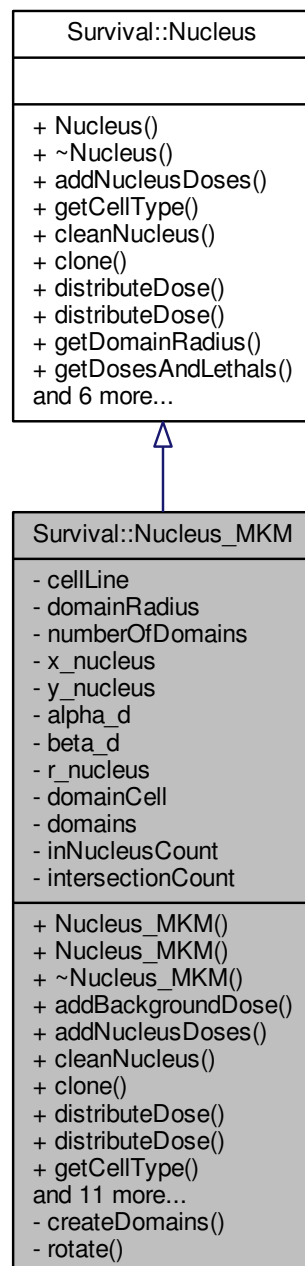 Survival::Nucleus
+ Nucleus()
+ ~Nucleus()
+ addNucleusDoses()
+ getCellType()
+ cleanNucleus()
+ clone()
+ distributeDose()
+ distributeDose()
+ getDomainRadius()
+ getDosesAndLethals()
and 6 more...
Survival::Nucleus_MKM
- cellLine
- domainRadius
- numberOfDomains
- x_nucleus
- y_nucleus
- alpha_d
- beta_d
- r_nucleus
- domainCell
- domains
- inNucleusCount
- intersectionCount
+ Nucleus_MKM()
+ Nucleus_MKM()
+ ~Nucleus_MKM()
+ addBackgroundDose()
+ addNucleusDoses()
+ cleanNucleus()
+ clone()
+ distributeDose()
+ distributeDose()
+ getCellType()
and 11 more...
- createDomains()
- rotate()